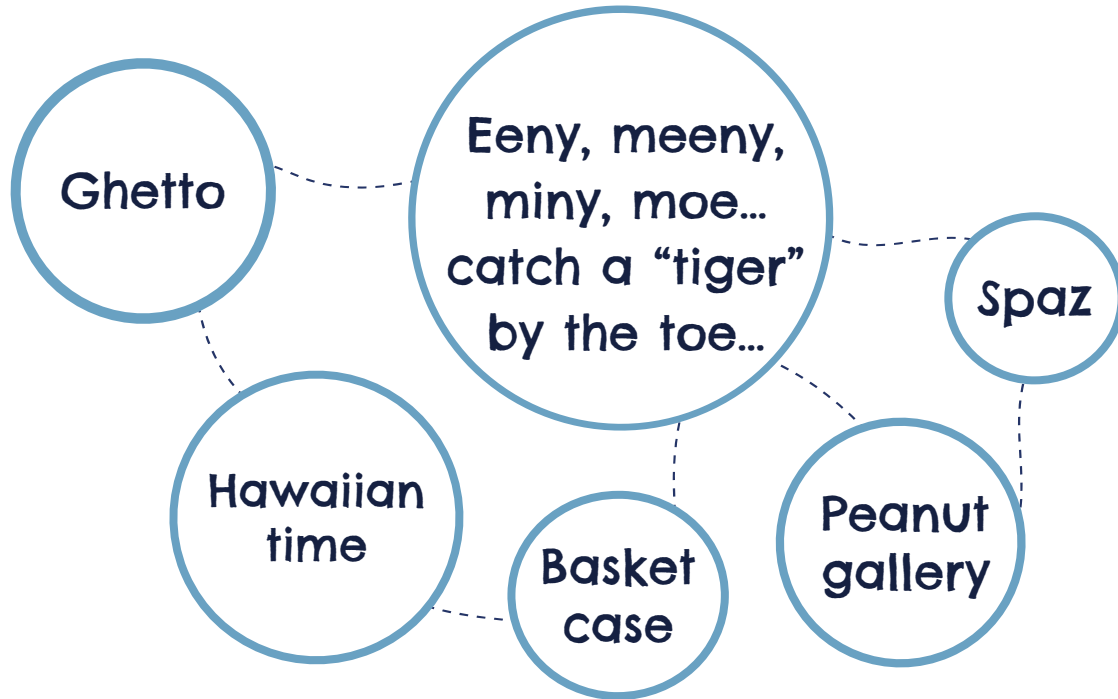 Ghetto
Eeny, meeny,
miny, moe...
catch a “tiger”
by the toe...
Spaz
Hawaiian
time
Basket
case
Peanut
gallery